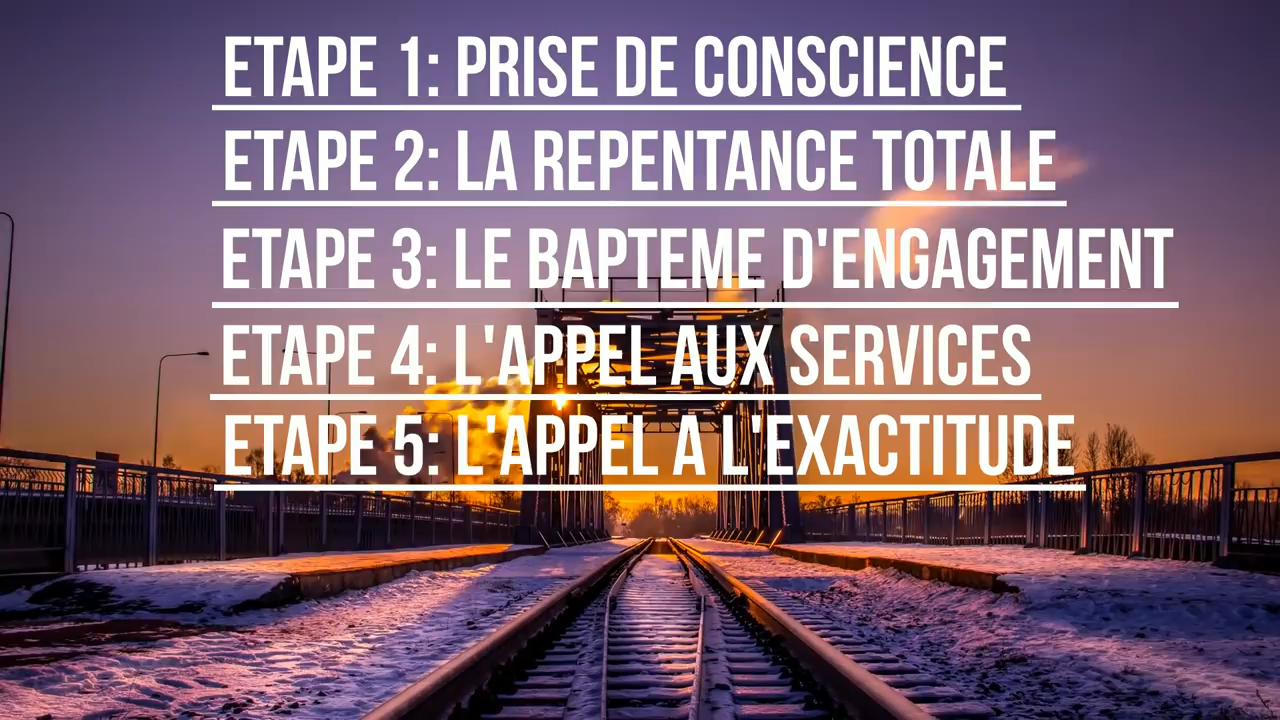 ETAPE 1: PRISE DE CONSCIENCE
ETAPE 2: LA REPENTANCE TOTALE
ETAPE 3: LE BAPTEME D'ENGAGEMENT
ETAPE 4: L'APPEL AUX SERVICES
ETAPE 5: L'APPEL A L'EXACTITUDE